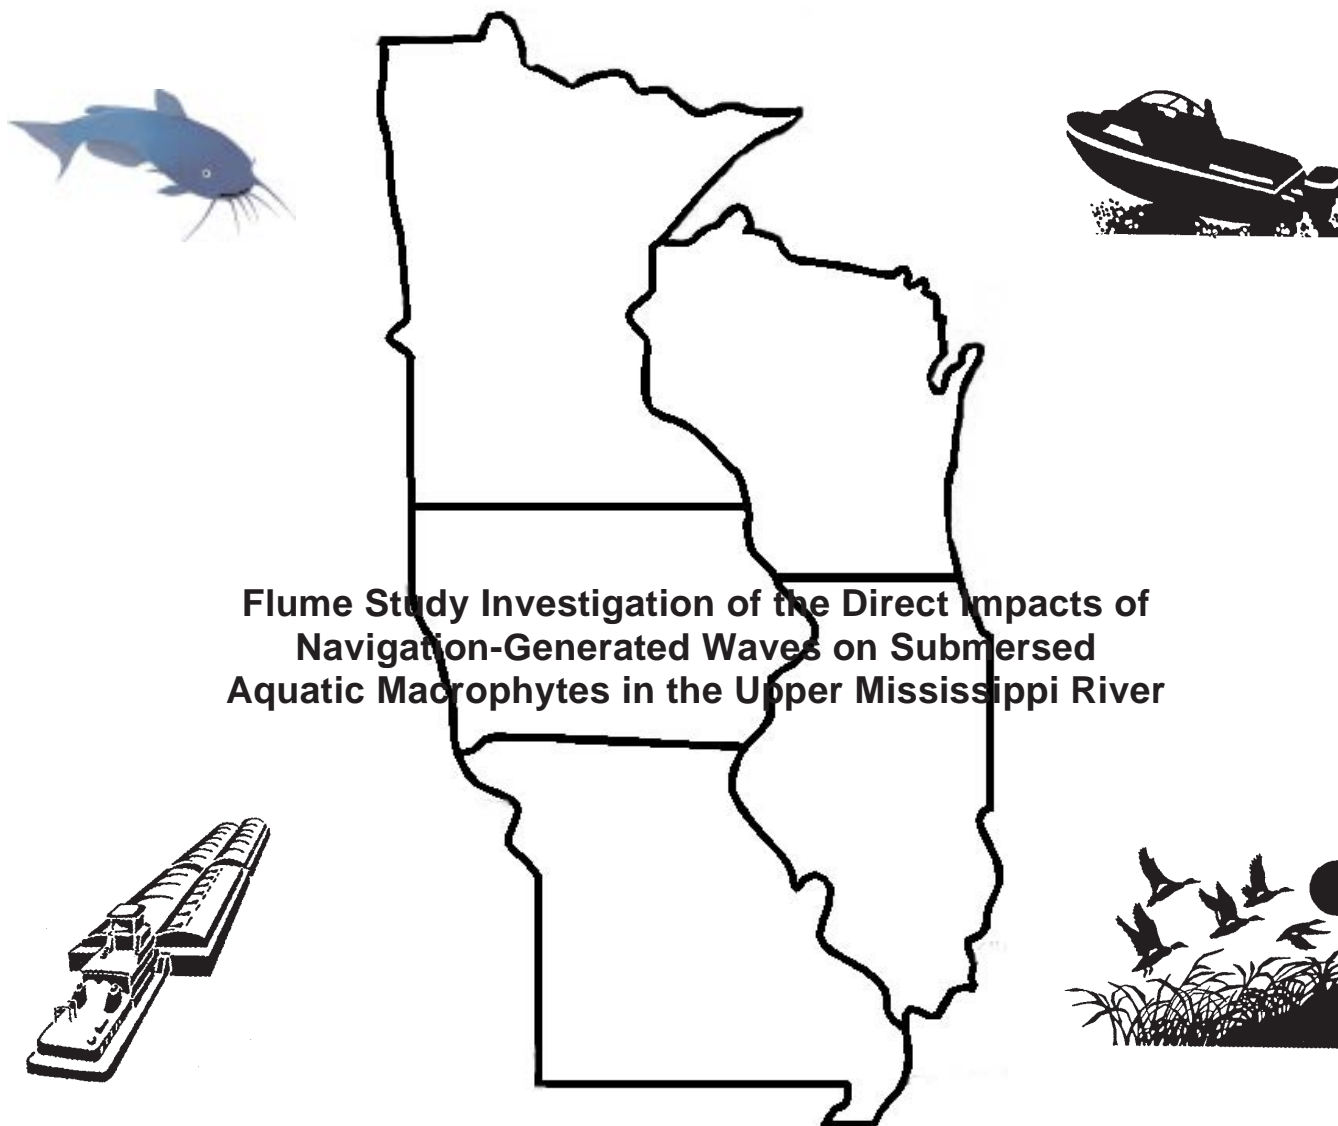 Flume Study Investigation of the Direct Impacts of
Navigation-Generated Waves on Submersed
Aquatic Macrophytes in the Upper Mississippi River